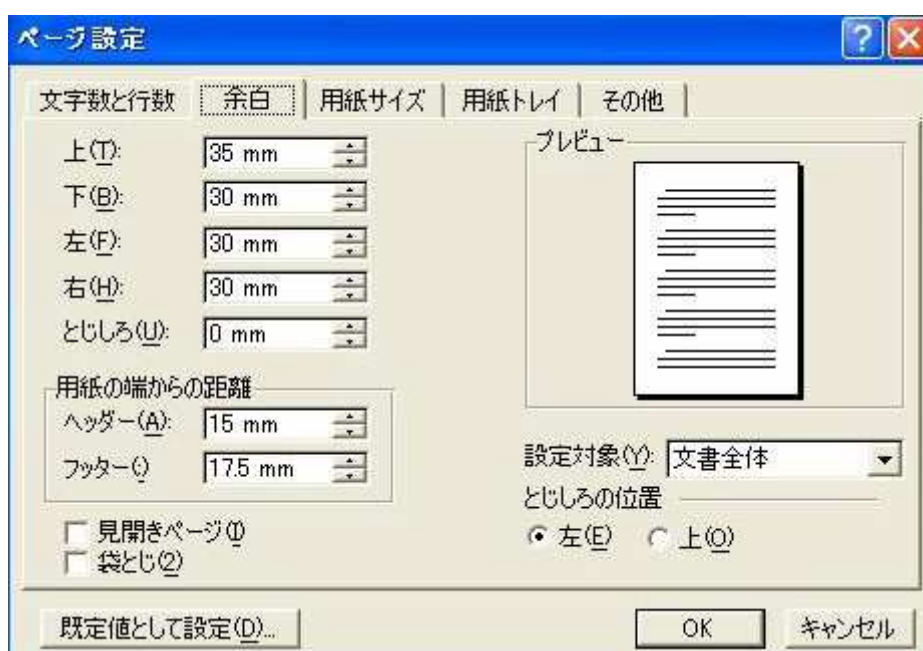 ページ設定
文字数と行数 余白 用紙サイズ 用紙トレイ その他
上(T): 35 mm
下(B): 30 mm
左(F): 30 mm
右(H): 30 mm
とじしろ(U): 0 mm
用紙の端からの距離
ヘッダー(A): 15 mm
フッター(-) 17.5 mm
見開きページ(I)
袋とじ(2)
プレビュー
設定対象(Y): 文書全体
とじしろの位置
左(E) 上(O)
既定値として設定(D)... OK キャンセル